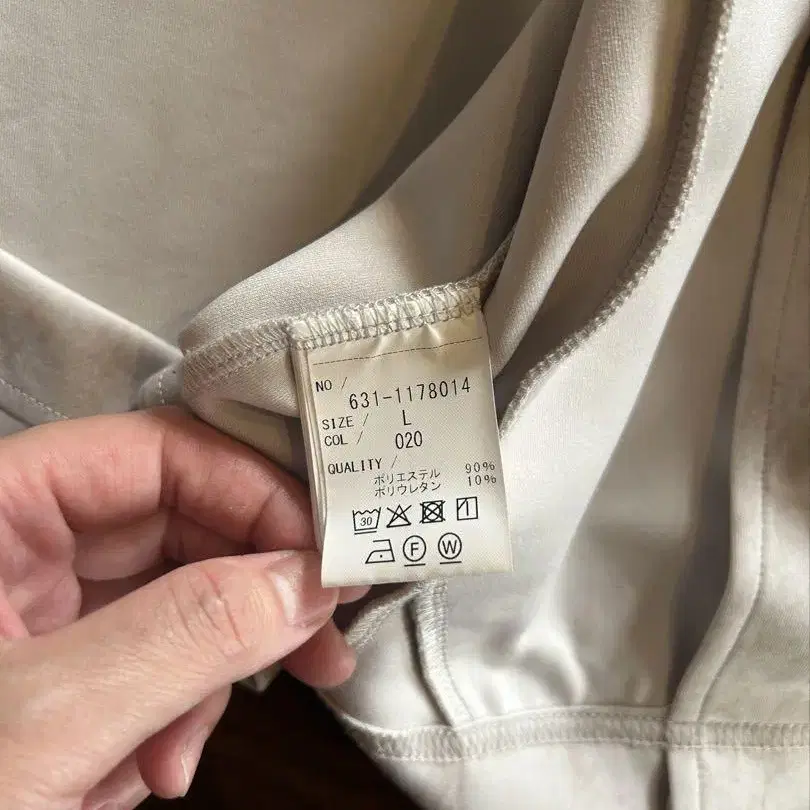 NO / 631-1178014
SIZE / L
COL / 020
QUALITY /
ポリエステル 90%
ポリウレタン 10%
30
F W